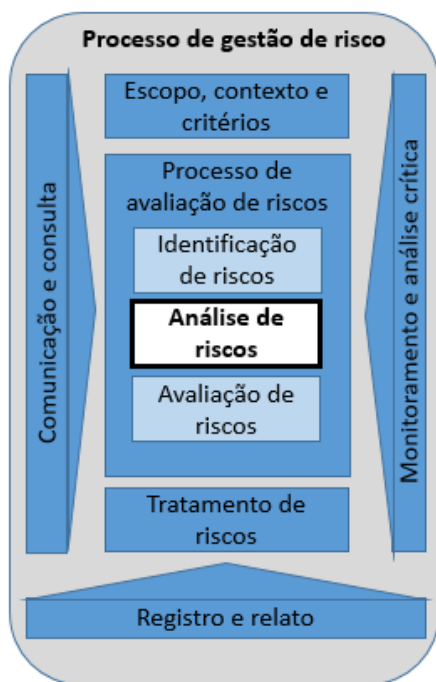 Processo de gestão de risco
Escopo, contexto e
critérios
Comunicação e consulta
Processo de
avaliação de riscos
Identificação
de riscos
Análise de
riscos
Avaliação de
riscos
Monitoramento e análise crítica
Tratamento de
riscos
Registro e relato